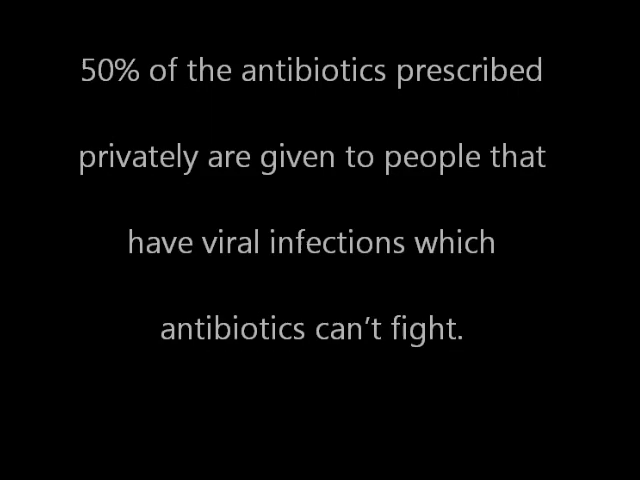 50% of the antibiotics prescribed
privately are given to people that
have viral infections which
antibiotics can’t fight.